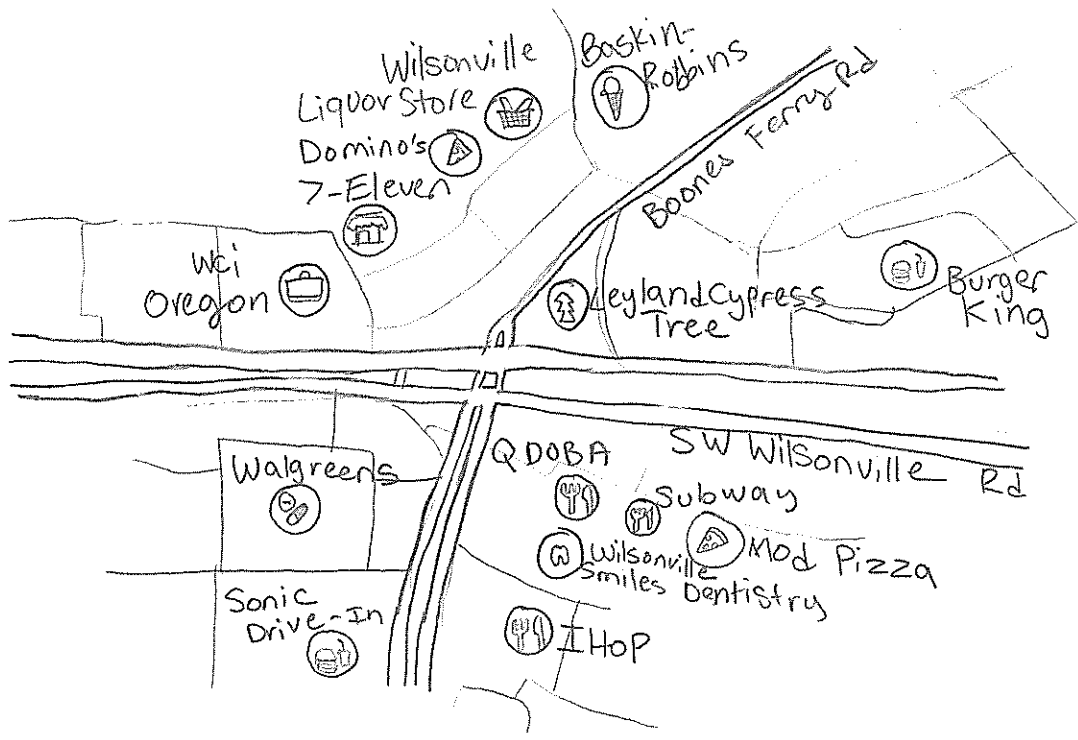 Wilsonville
Liquor Store
Domino's
7-Eleven
Baskin-
Robbins
Boones Ferry Rd
Wci
Oregon
Leyland Cypress
Tree
Burger
King
SW Wilsonville Rd
Walgreens
QDOBA
Subway
Mod Pizza
Wilsonville
Smiles Dentistry
Sonic
Drive-In
IHOP